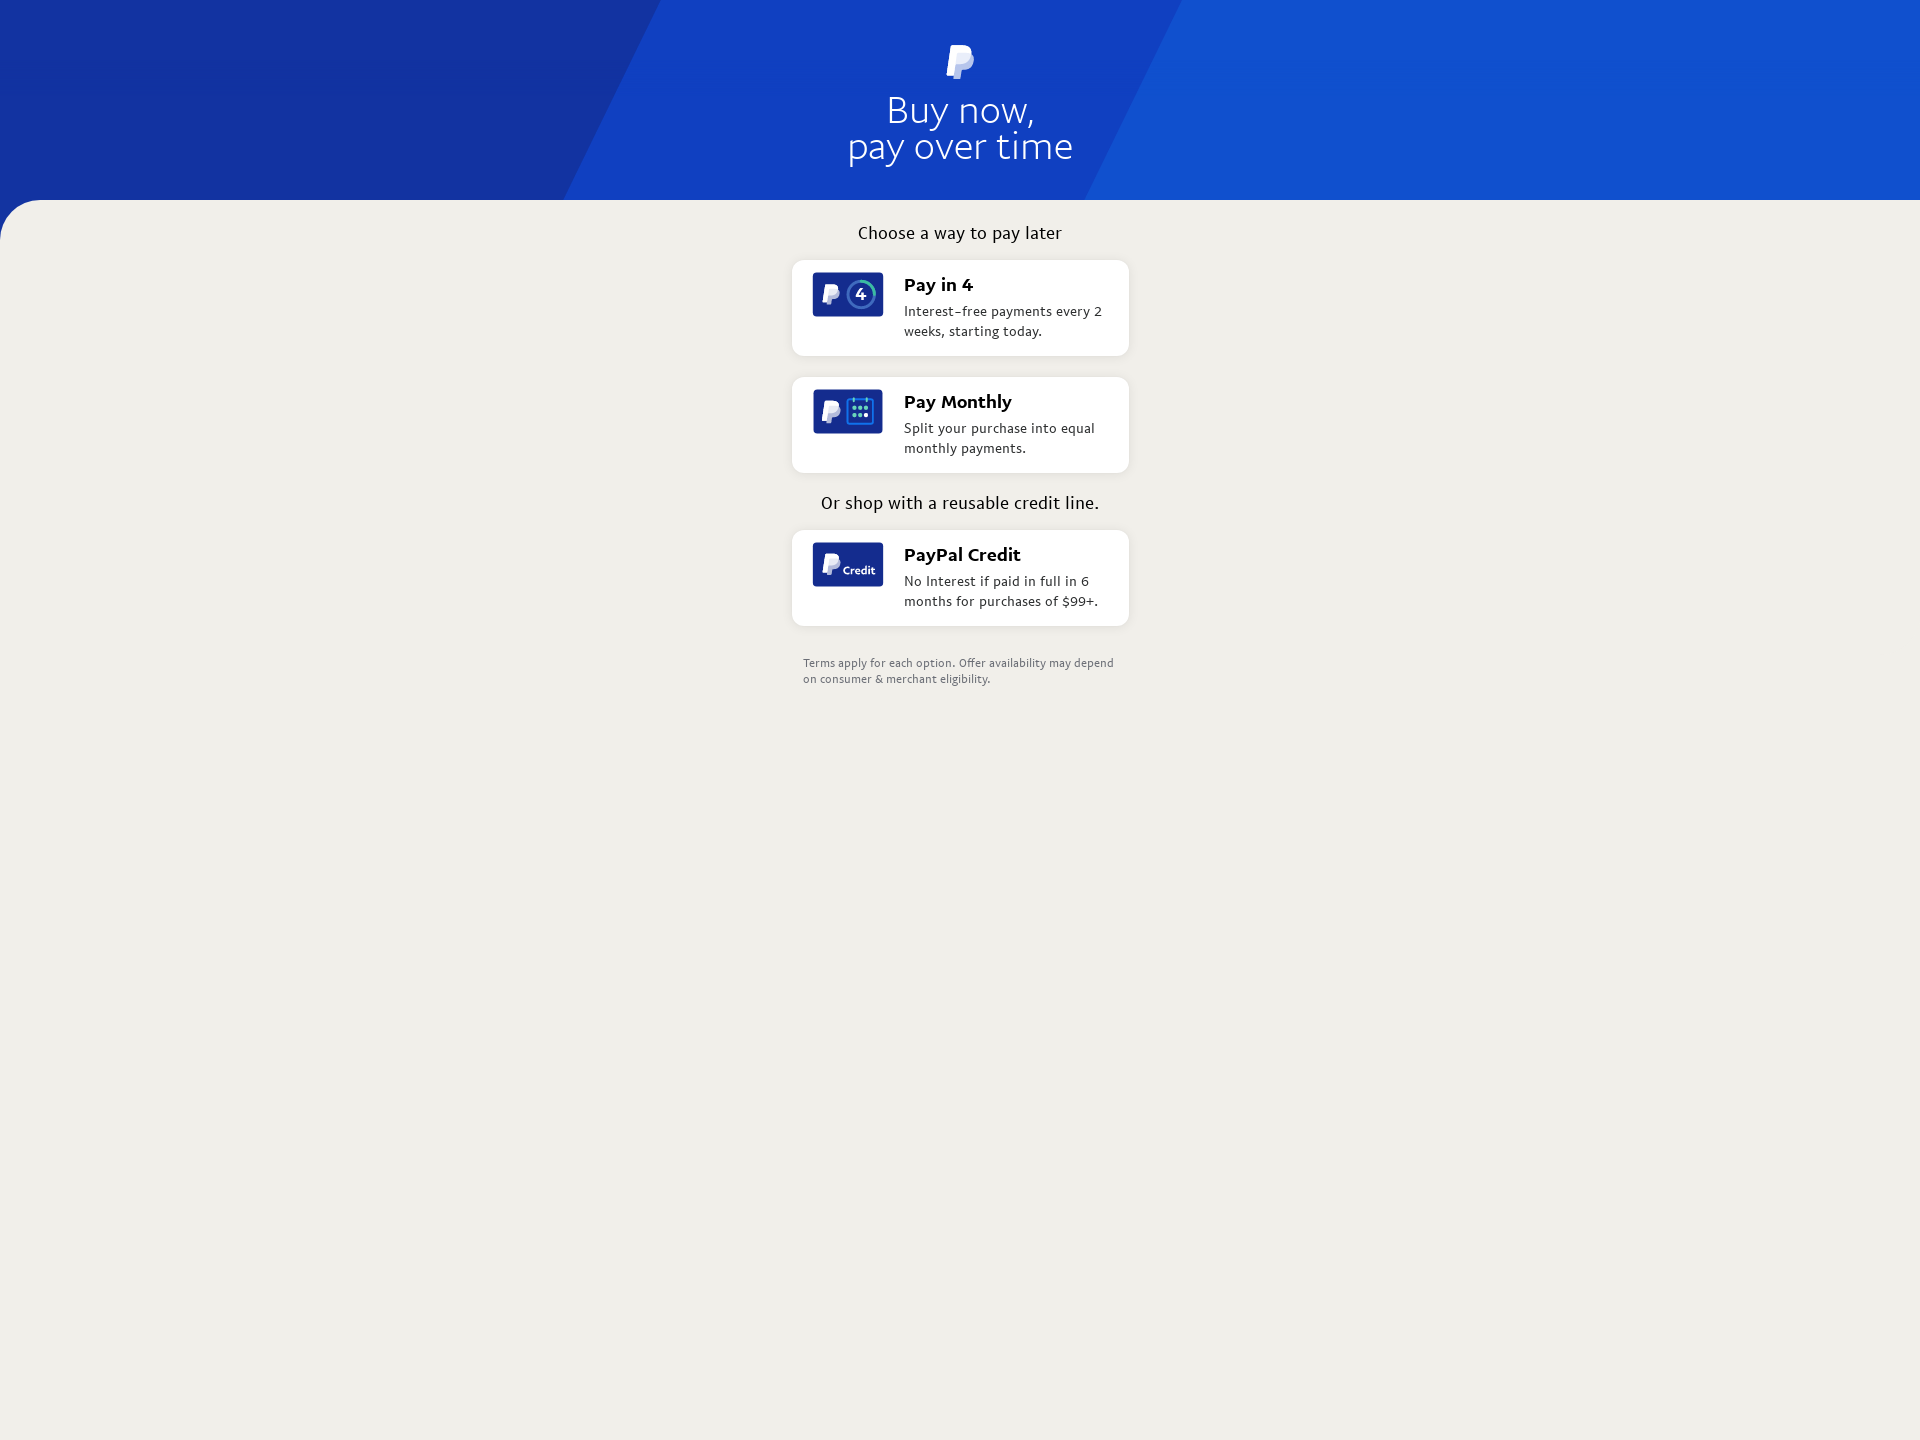 Buy now,
pay over time
Choose a way to pay later
4
Pay in 4
Interest-free payments every 2
weeks, starting today.
Pay Monthly
Split your purchase into equal
monthly payments.
Or shop with a reusable credit line.
Credit
PayPal Credit
No Interest if paid in full in 6
months for purchases of $99+.
Terms apply for each option. Offer availability may depend
on consumer & merchant eligibility.